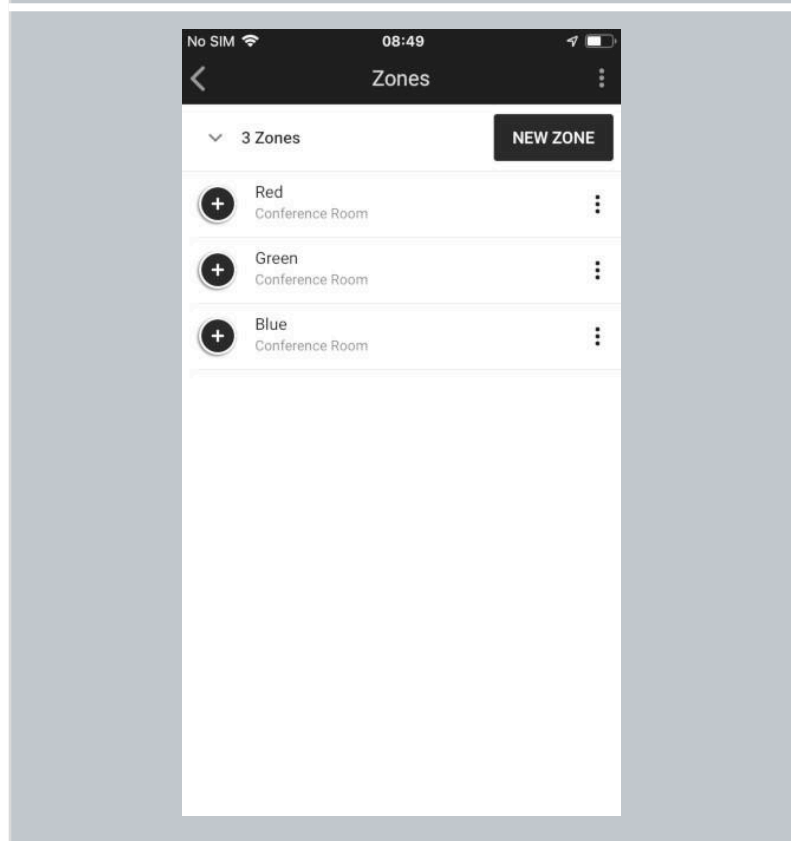 No SIM 08:49
Zones
3 Zones NEW ZONE
Red
Conference Room
Green
Conference Room
Blue
Conference Room